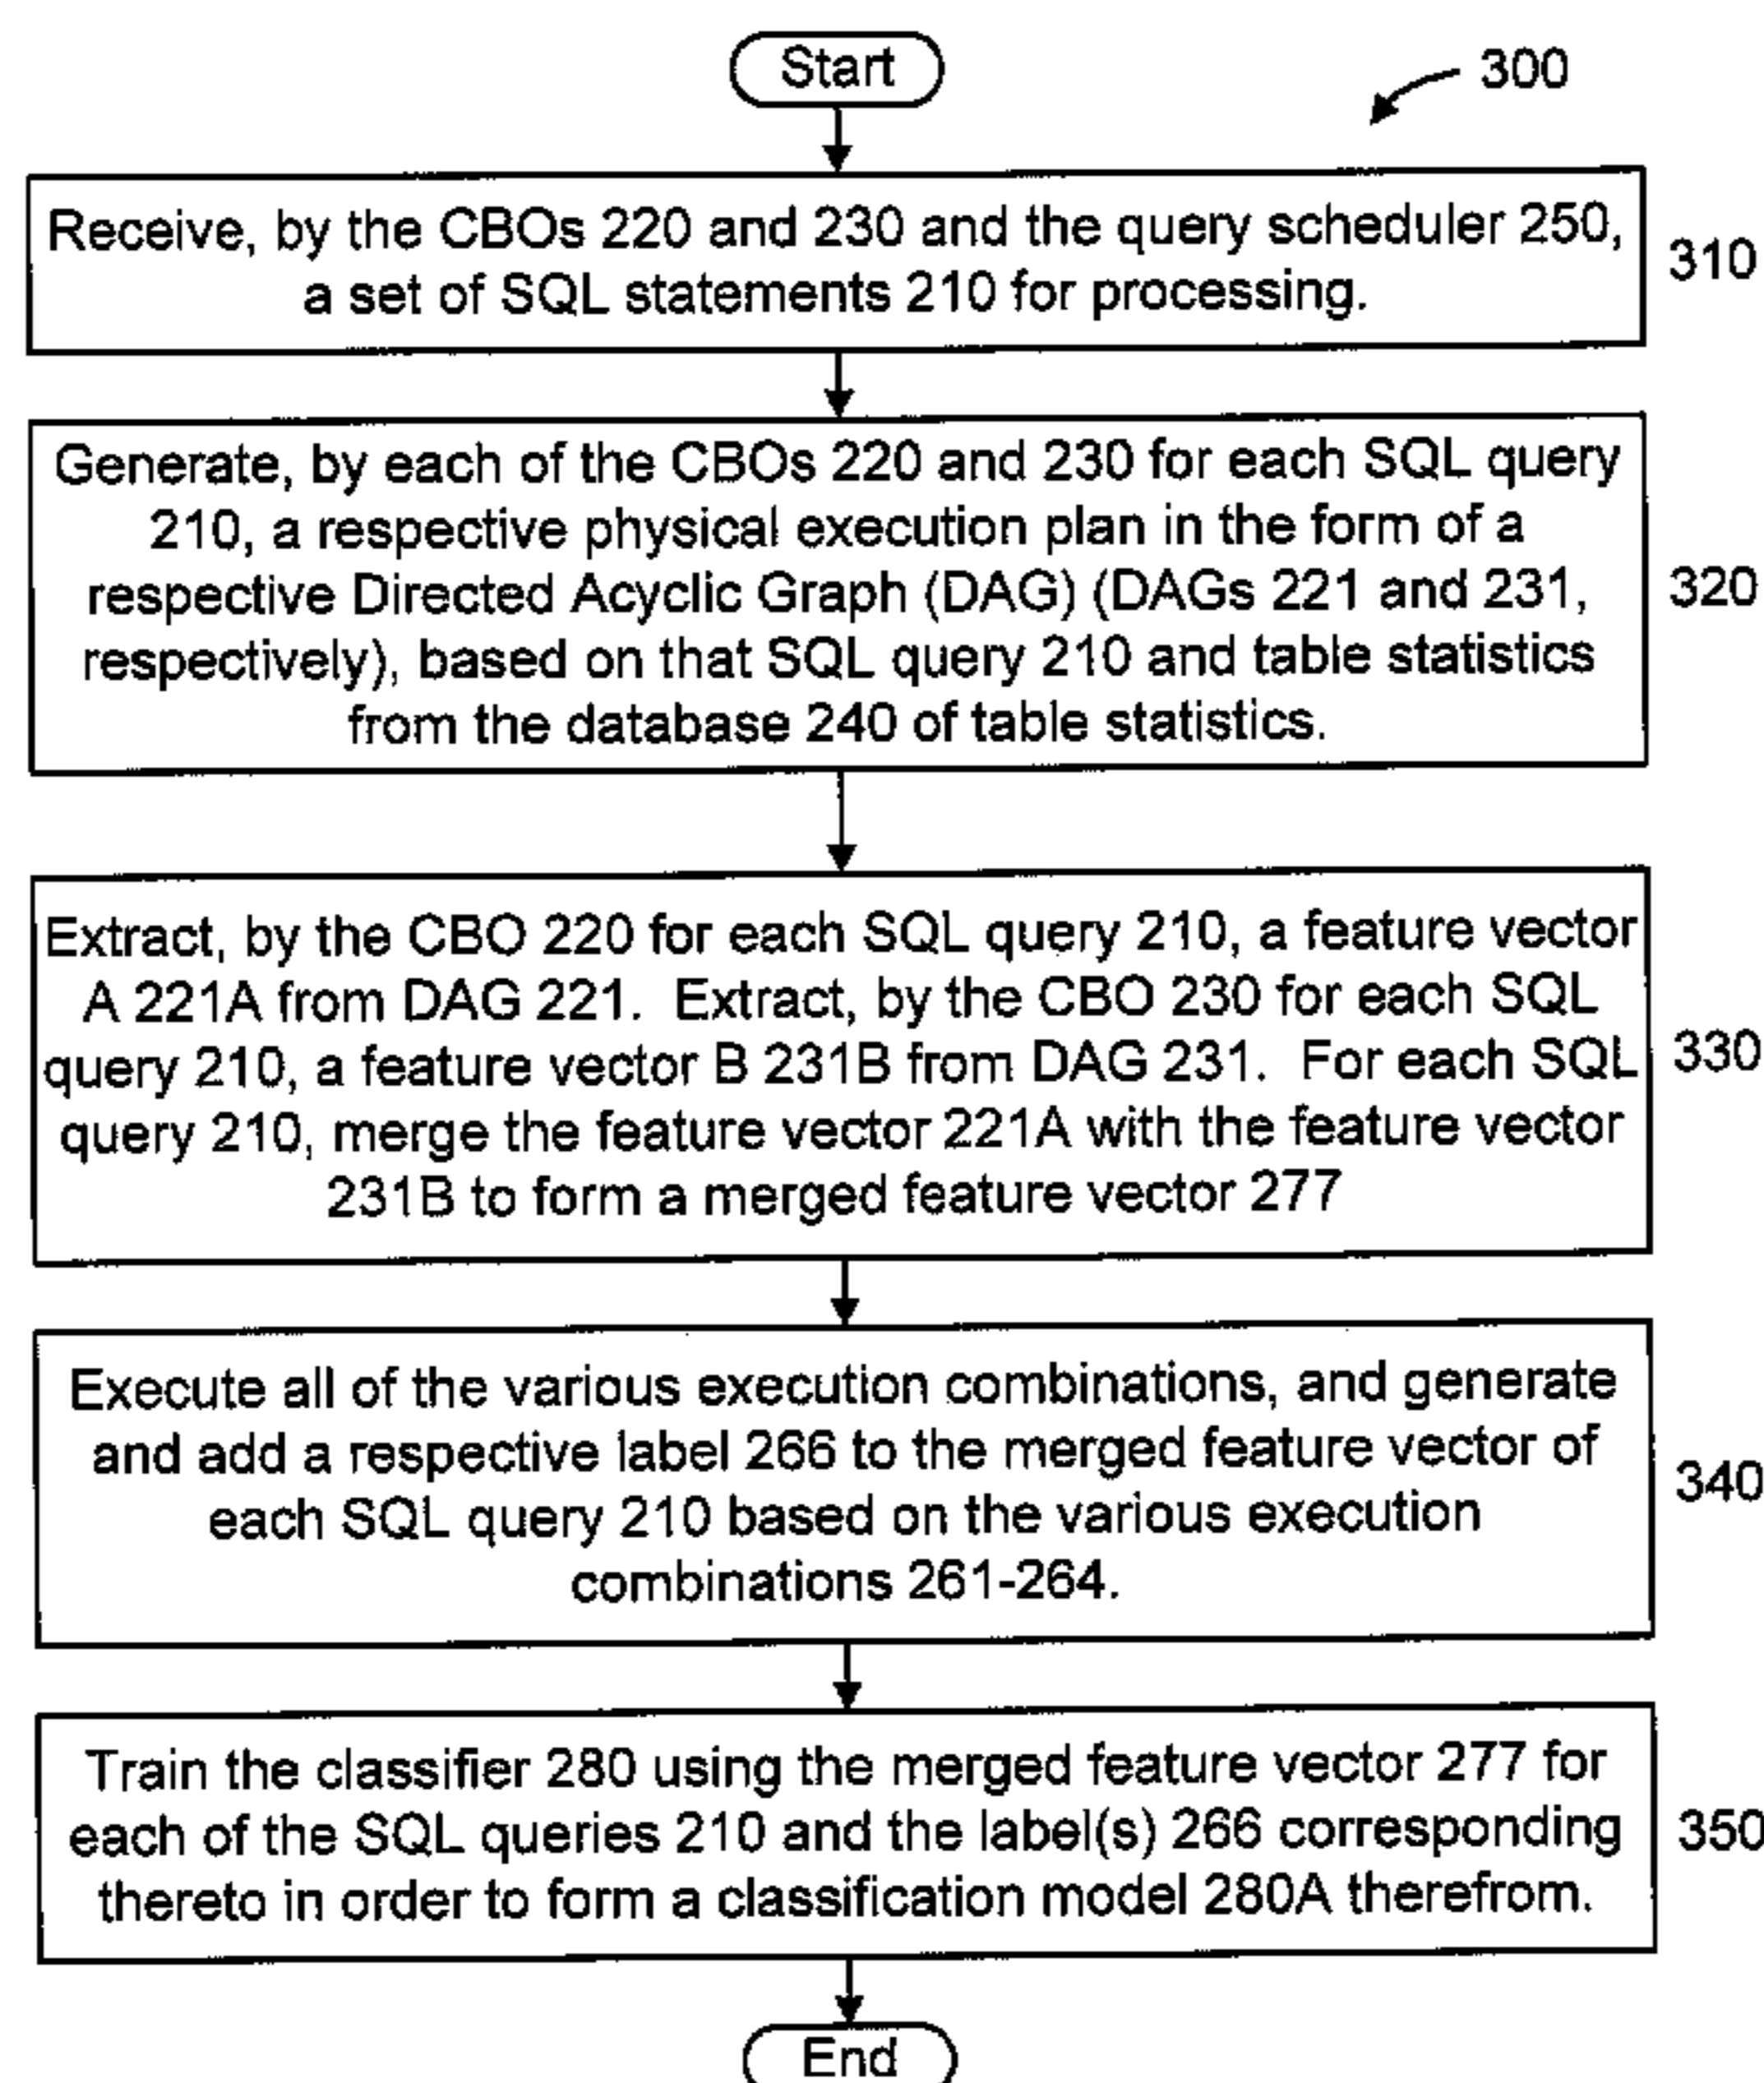 Start
300
Receive, by the CBOs 220 and 230 and the query scheduler 250,
a set of SQL statements 210 for processing.
310
Generate, by each of the CBOs 220 and 230 for each SQL query
210, a respective physical execution plan in the form of a
respective Directed Acyclic Graph (DAG) (DAGs 221 and 231,
respectively), based on that SQL query 210 and table statistics
from the database 240 of table statistics.
320
Extract, by the CBO 220 for each SQL query 210, a feature vector
A 221A from DAG 221. Extract, by the CBO 230 for each SQL
query 210, a feature vector B 231B from DAG 231. For each SQL
query 210, merge the feature vector 221A with the feature vector
231B to form a merged feature vector 277
330
Execute all of the various execution combinations, and generate
and add a respective label 266 to the merged feature vector of
each SQL query 210 based on the various execution
combinations 261-264.
340
Train the classifier 280 using the merged feature vector 277 for
each of the SQL queries 210 and the label(s) 266 corresponding
thereto in order to form a classification model 280A therefrom.
350
End